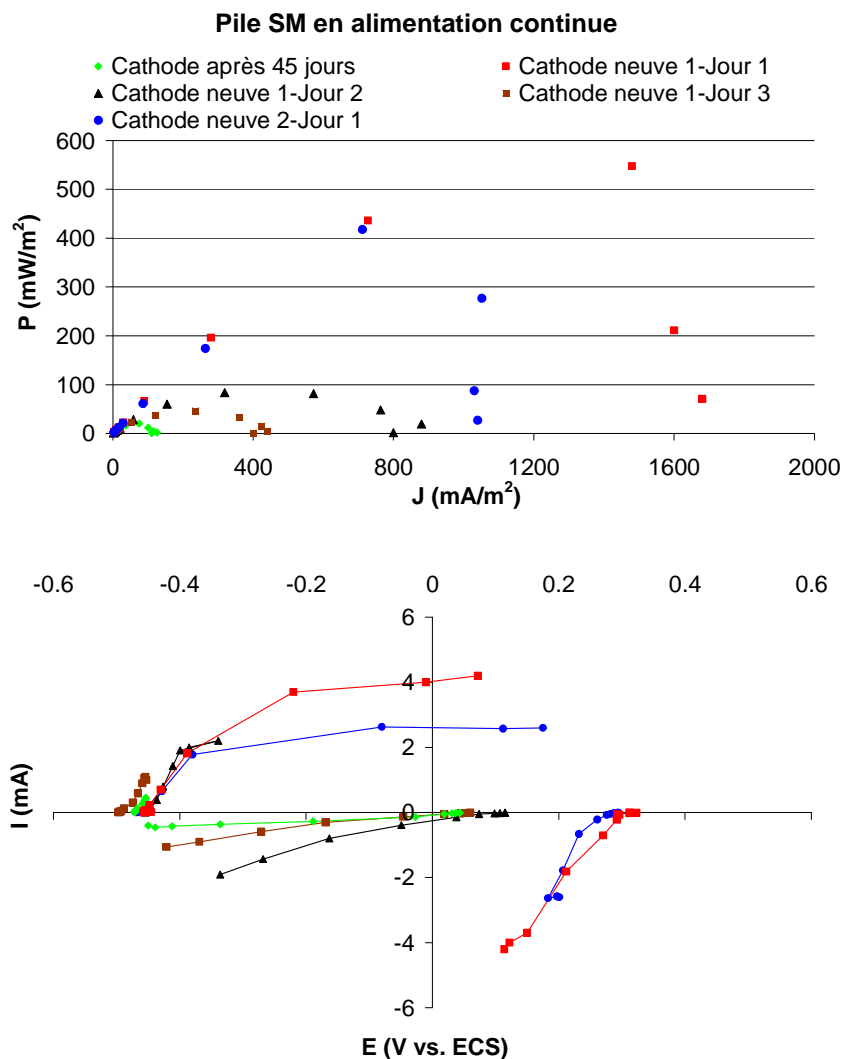 Pile SM en alimentation continue
Cathode après 45 jours Cathode neuve 1-Jour 1
Cathode neuve 1-Jour 2 Cathode neuve 1-Jour 3
Cathode neuve 2-Jour 1
600
500
400
300
200
100
0
P (mW/m²)
0 400 800 1200 1600 2000
J (mA/m²)
-0.6 -0.4 -0.2 0 0.2 0.4 0.6
6
4
2
0
-2
-4
-6
I (mA)
E (V vs. ECS)